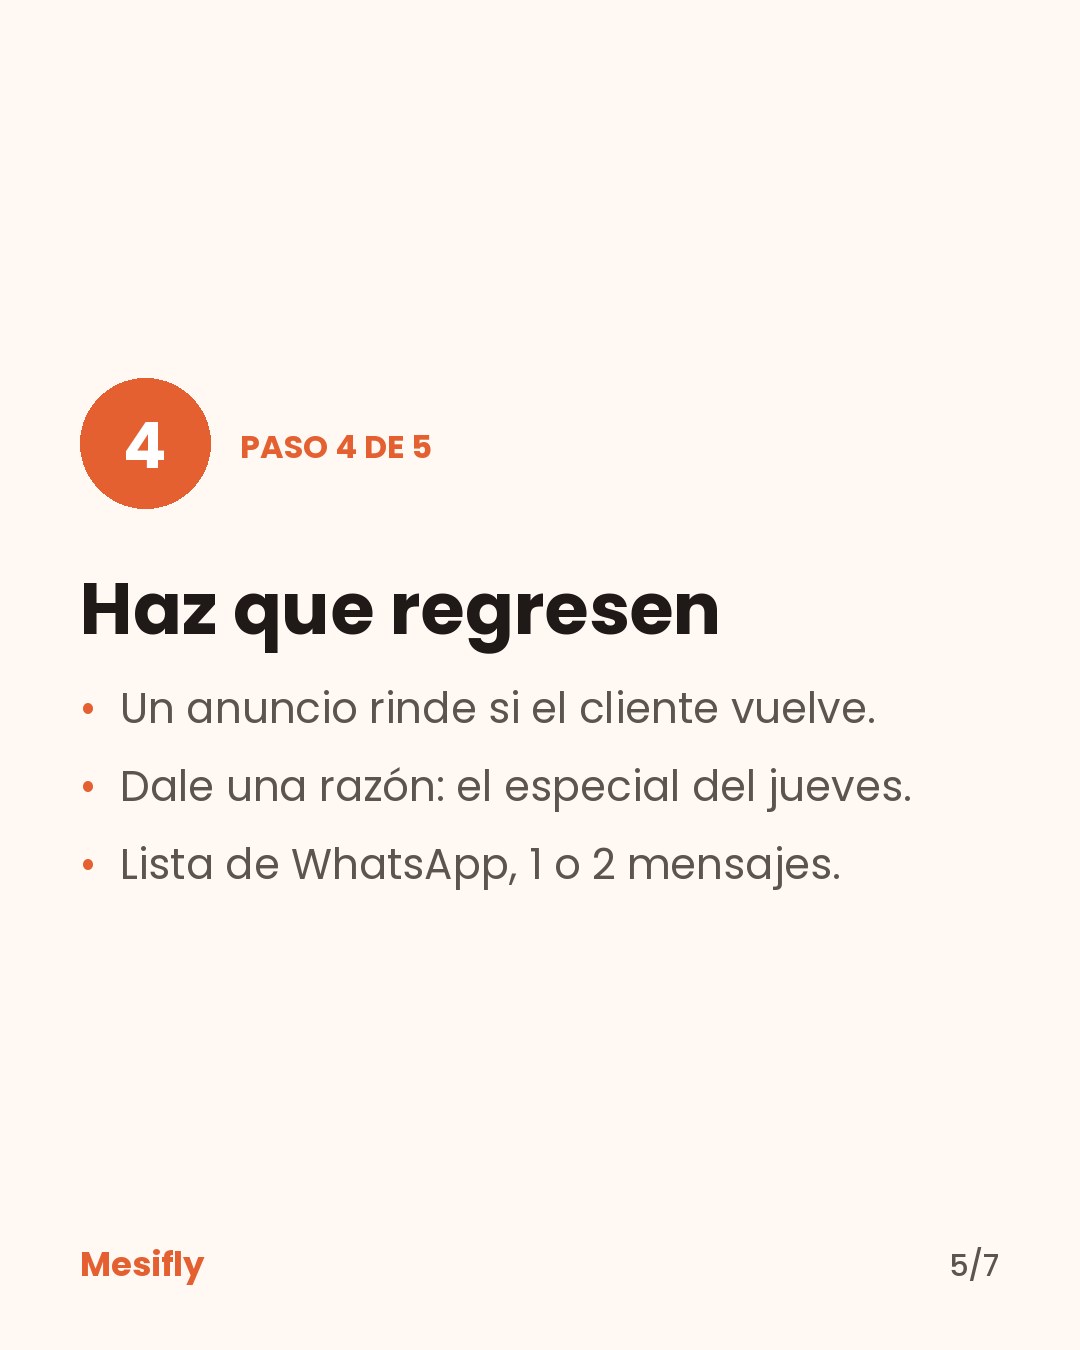 4
PASO 4 DE 5
Haz que regresen
• Un anuncio rinde si el cliente vuelve.
• Dale una razón: el especial del jueves.
• Lista de WhatsApp, 1 o 2 mensajes.
Mesifly
5/7